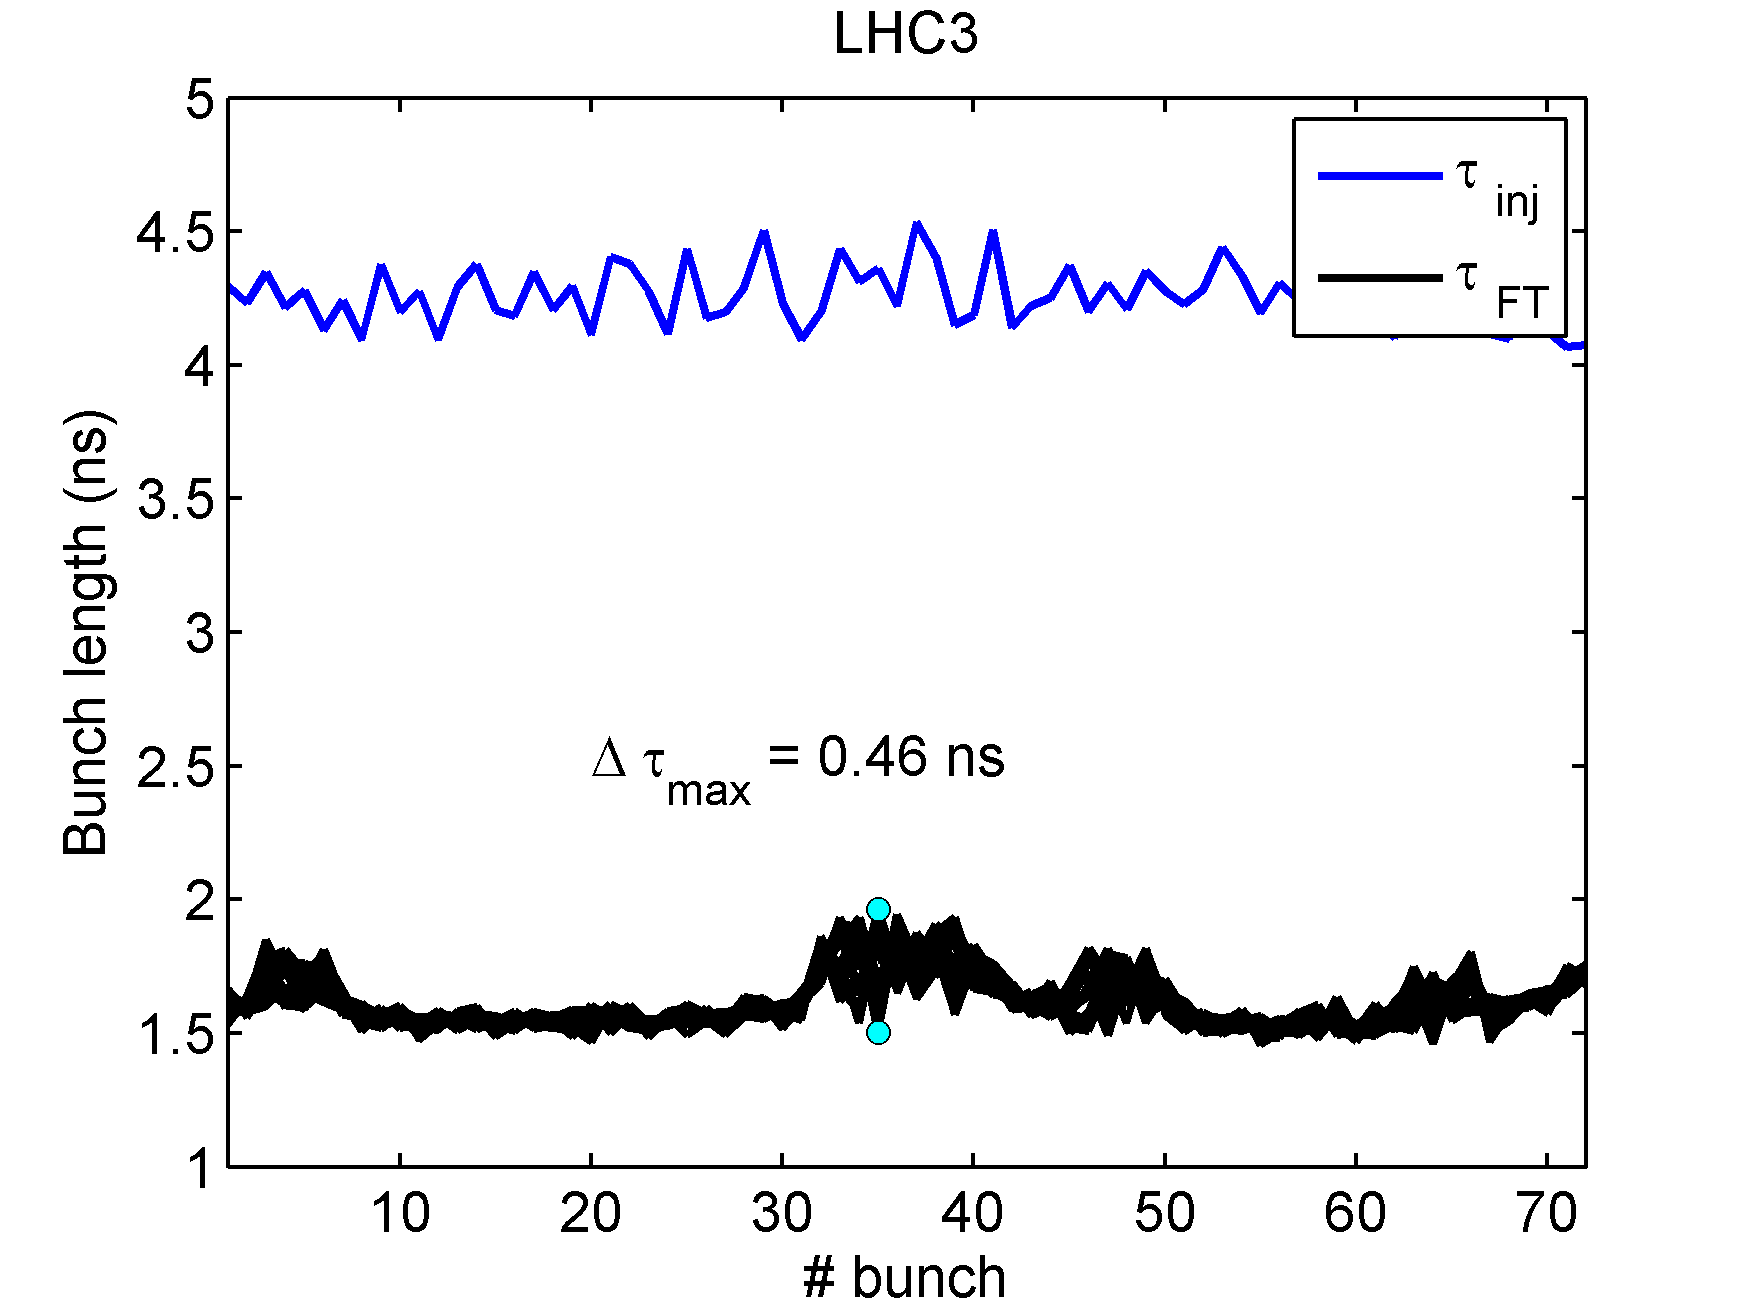 LHC3
5
4.5
4
3.5
3
2.5
2
1.5
1
Bunch length (ns)
τ inj
τ FT
Δ τmax = 0.46 ns
10 20 30 40 50 60 70
# bunch